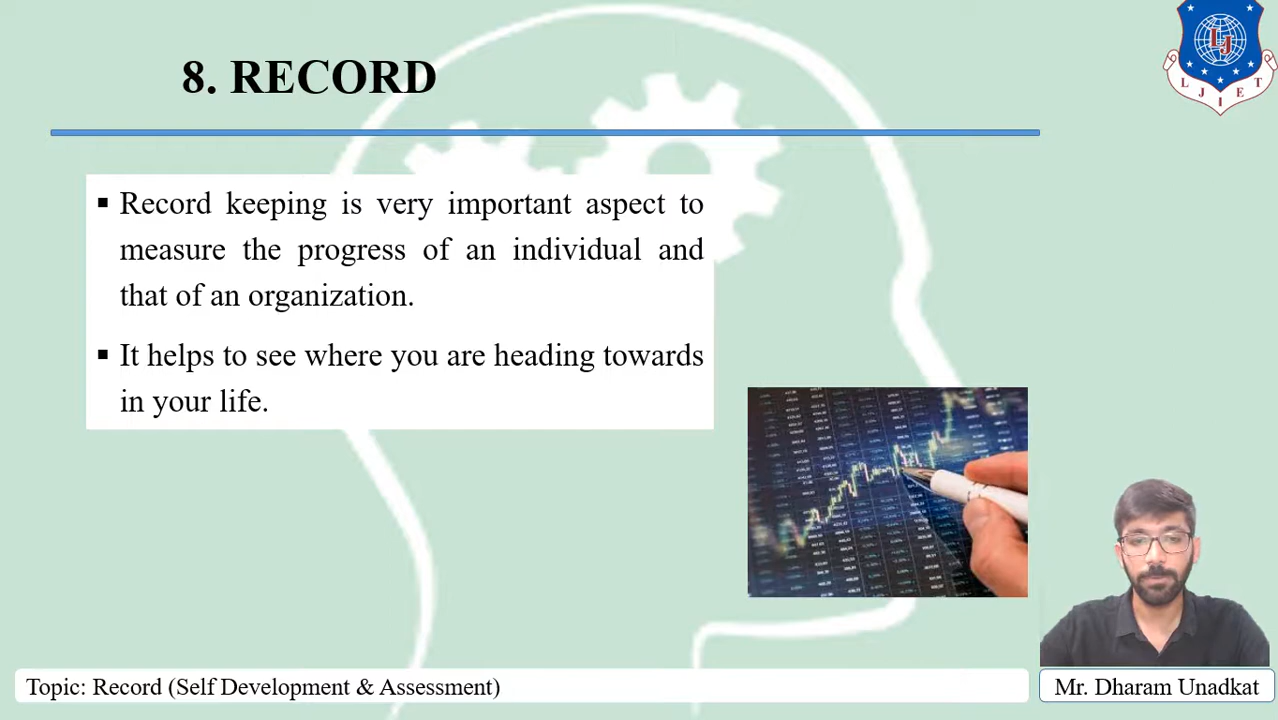 8. RECORD
L J I E T
LJ
▪ Record keeping is very important aspect to
measure the progress of an individual and
that of an organization.
▪ It helps to see where you are heading towards
in your life.
Topic: Record (Self Development & Assessment)
Mr. Dharam Unadkat